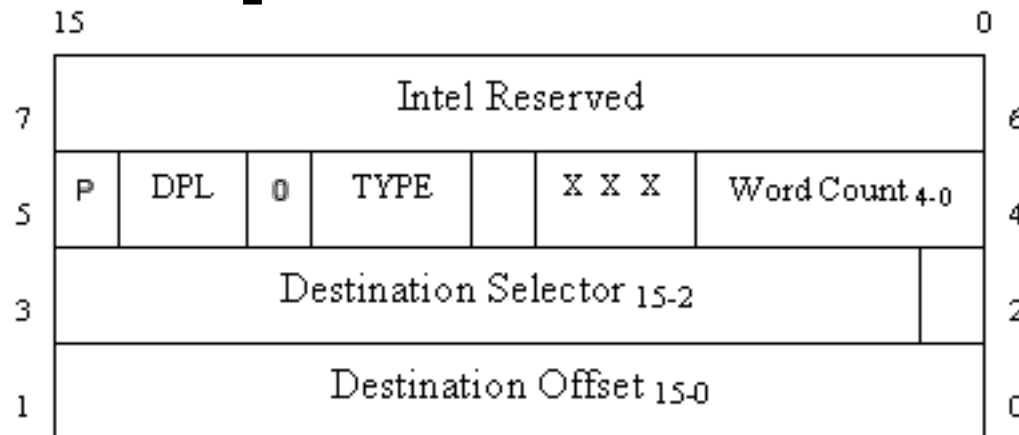 15 0
Intel Reserved
7 6
P DPL 0 TYPE X X X Word Count 4-0
5 4
Destination Selector 15-2
3 2
Destination Offset 15-0
1 0